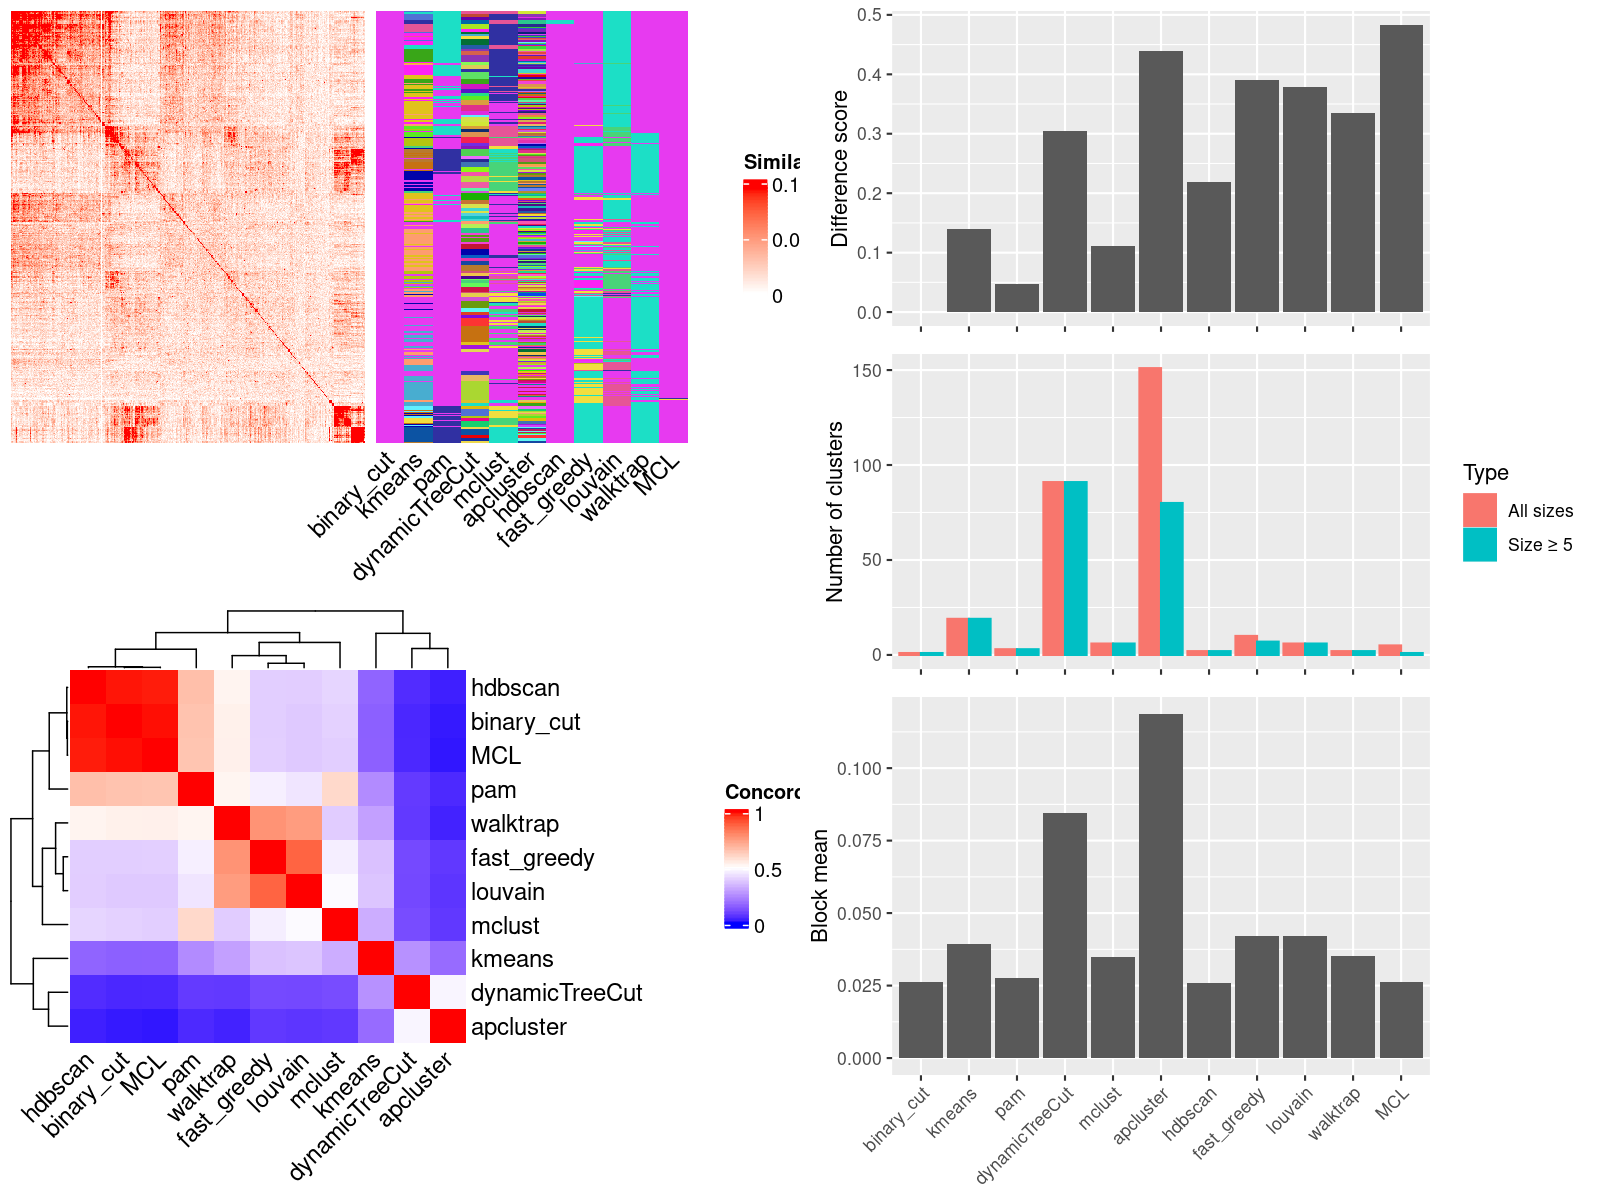 Simila
0.1
0.0
0
binary_cut
kmeans
pam
dynamicTreeCut
mclust
apcluster
hdbscan
fast_greedy
louvain
walktrap
MCL
Difference score
0.5
0.4
0.3
0.2
0.1
0.0
Number of clusters
150
100
50
0
Type
All sizes
Size ≥ 5
hdbscan
binary_cut
MCL
pam
walktrap
fast_greedy
louvain
mclust
kmeans
dynamicTreeCut
apcluster
hdbscan
binary_cut
MCL
pam
walktrap
fast_greedy
louvain
mclust
kmeans
dynamicTreeCut
apcluster
Concord
1
0.5
0
Block mean
0.100
0.075
0.050
0.025
0.000
binary_cut
kmeans
pam
dynamicTreeCut
mclust
apcluster
hdbscan
fast_greedy
louvain
walktrap
MCL